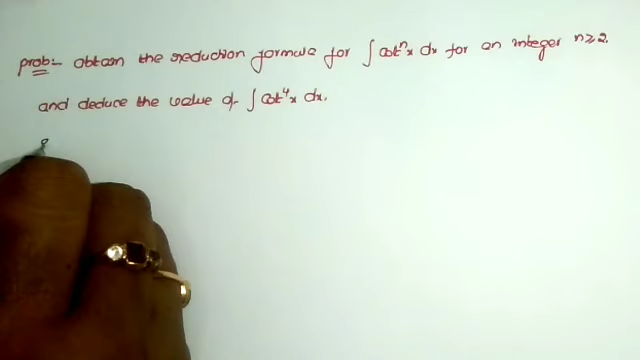 prob:- obtain the reduction formula for ∫ cotⁿx dx for an integer n≥2
and deduce the value of ∫ cot⁴x dx.